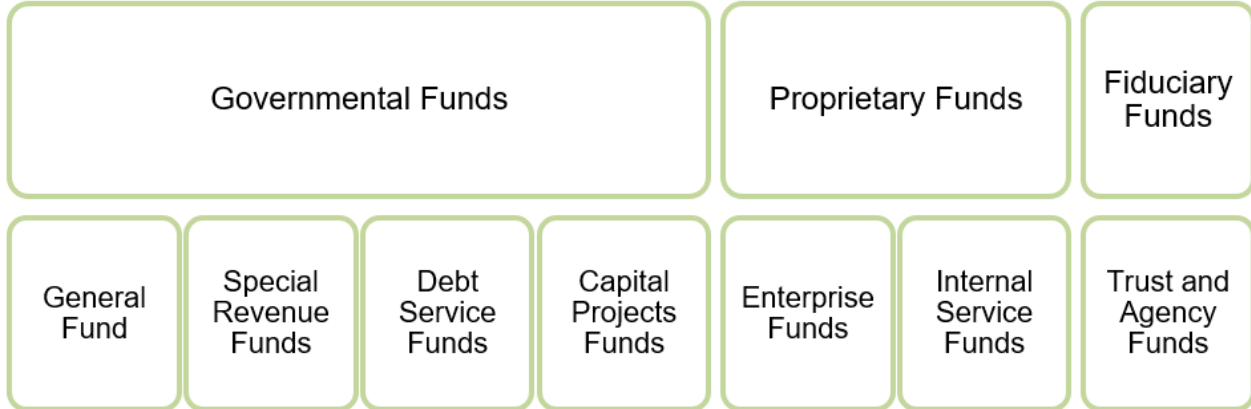 Governmental Funds
Proprietary Funds
Fiduciary
Funds
General
Fund
Special
Revenue
Funds
Debt
Service
Funds
Capital
Projects
Funds
Enterprise
Funds
Internal
Service
Funds
Trust and
Agency
Funds